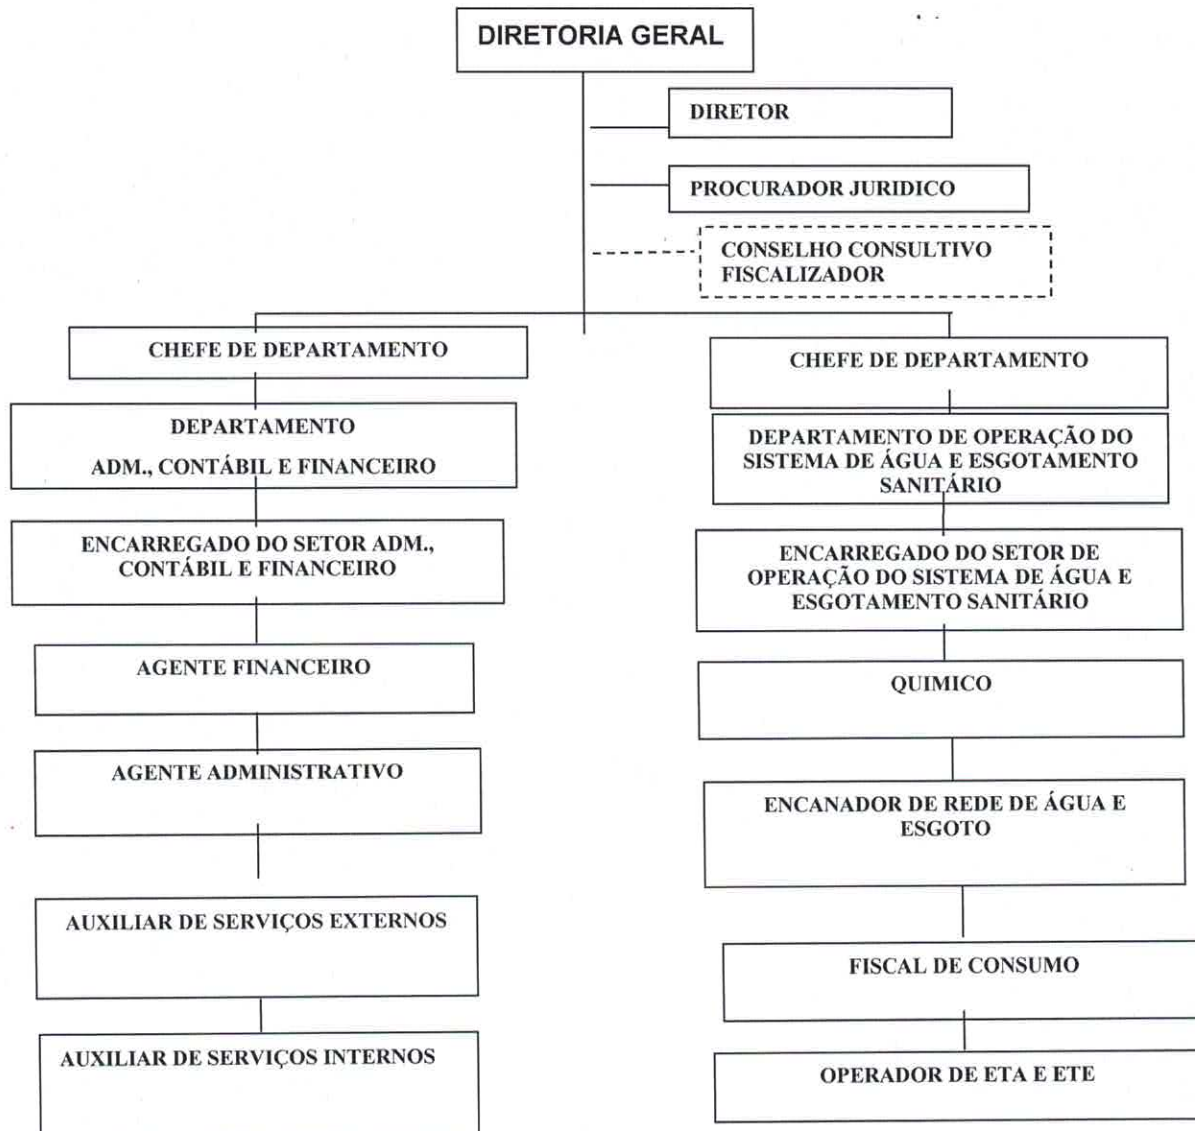 DIRETORIA GERAL
DIRETOR
PROCURADOR JURIDICO
CONSELHO CONSULTIVO
FISCALIZADOR
CHEFE DE DEPARTAMENTO
DEPARTAMENTO
ADM., CONTÁBIL E FINANCEIRO
ENCARREGADO DO SETOR ADM.,
CONTÁBIL E FINANCEIRO
AGENTE FINANCEIRO
AGENTE ADMINISTRATIVO
AUXILIAR DE SERVIÇOS EXTERNOS
AUXILIAR DE SERVIÇOS INTERNOS
CHEFE DE DEPARTAMENTO
DEPARTAMENTO DE OPERAÇÃO DO
SISTEMA DE ÁGUA E ESGOTAMENTO
SANITÁRIO
ENCARREGADO DO SETOR DE
OPERAÇÃO DO SISTEMA DE ÁGUA E
ESGOTAMENTO SANITÁRIO
QUIMICO
ENCANADOR DE REDE DE ÁGUA E
ESGOTO
FISCAL DE CONSUMO
OPERADOR DE ETA E ETE